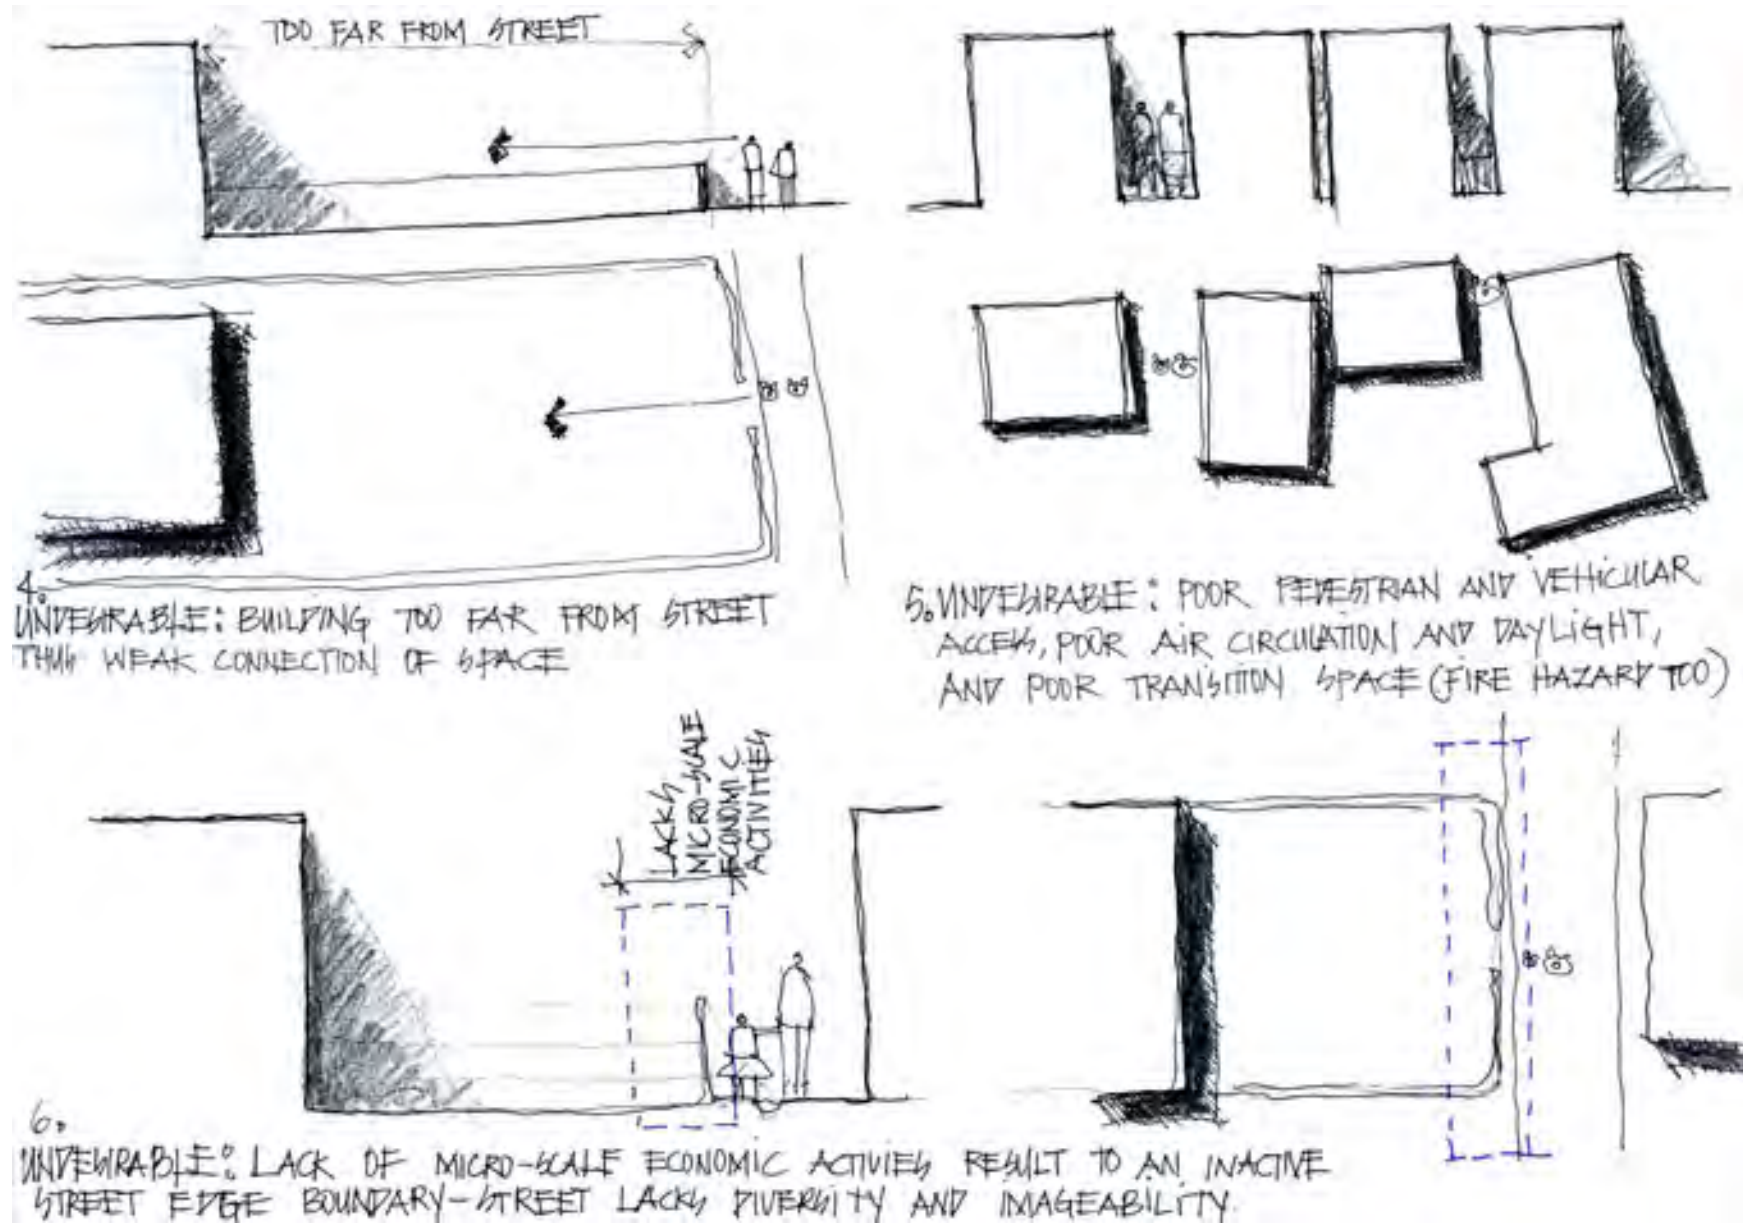 TOO FAR FROM STREET
4.
UNDESIRABLE: BUILDING TOO FAR FROM STREET
THUS WEAK CONNECTION OF SPACE
5. UNDESIRABLE: POOR PEDESTRIAN AND VEHICULAR
ACCESS, POOR AIR CIRCULATION AND DAYLIGHT,
AND POOR TRANSITION SPACE (FIRE HAZARD TOO)
LACKS
MICRO-SCALE
ECONOMIC
ACTIVITIES
6.
UNDESIRABLE: LACK OF MICRO-SCALE ECONOMIC ACTIVIES RESULT TO AN INACTIVE
STREET EDGE BOUNDARY-STREET LACKS DIVERSITY AND IMAGEABILITY.